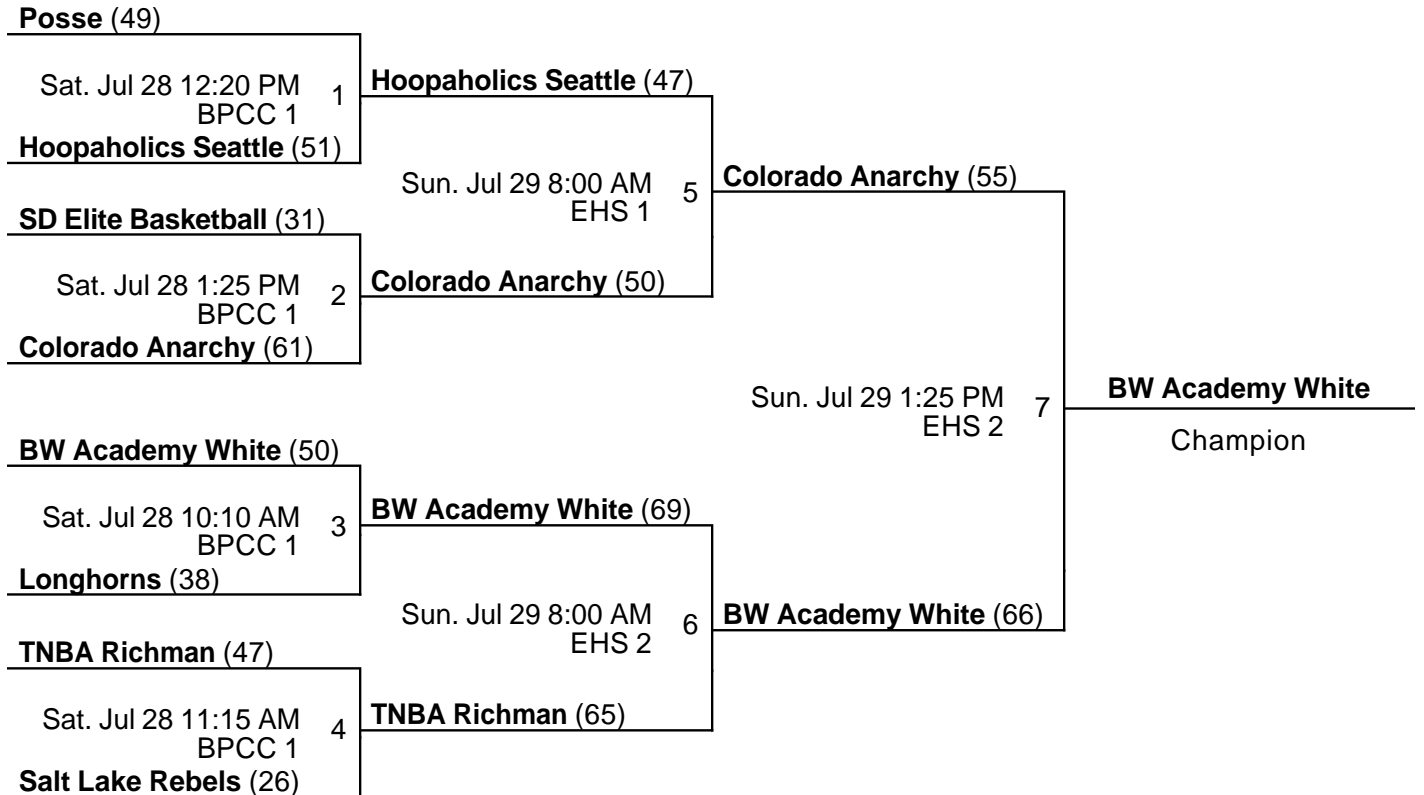 Posse (49)
Sat. Jul 28 12:20 PM
BPCC 1
1
Hoopaholics Seattle (51)
Hoopaholics Seattle (47)
SD Elite Basketball (31)
Sat. Jul 28 1:25 PM
BPCC 1
2
Colorado Anarchy (61)
Colorado Anarchy (50)
Sun. Jul 29 8:00 AM
EHS 1
5
Colorado Anarchy (55)
BW Academy White (50)
Sat. Jul 28 10:10 AM
BPCC 1
3
Longhorns (38)
BW Academy White (69)
TNBA Richman (47)
Sat. Jul 28 11:15 AM
BPCC 1
4
Salt Lake Rebels (26)
TNBA Richman (65)
Sun. Jul 29 8:00 AM
EHS 2
6
BW Academy White (66)
Sun. Jul 29 1:25 PM
EHS 2
7
BW Academy White
Champion